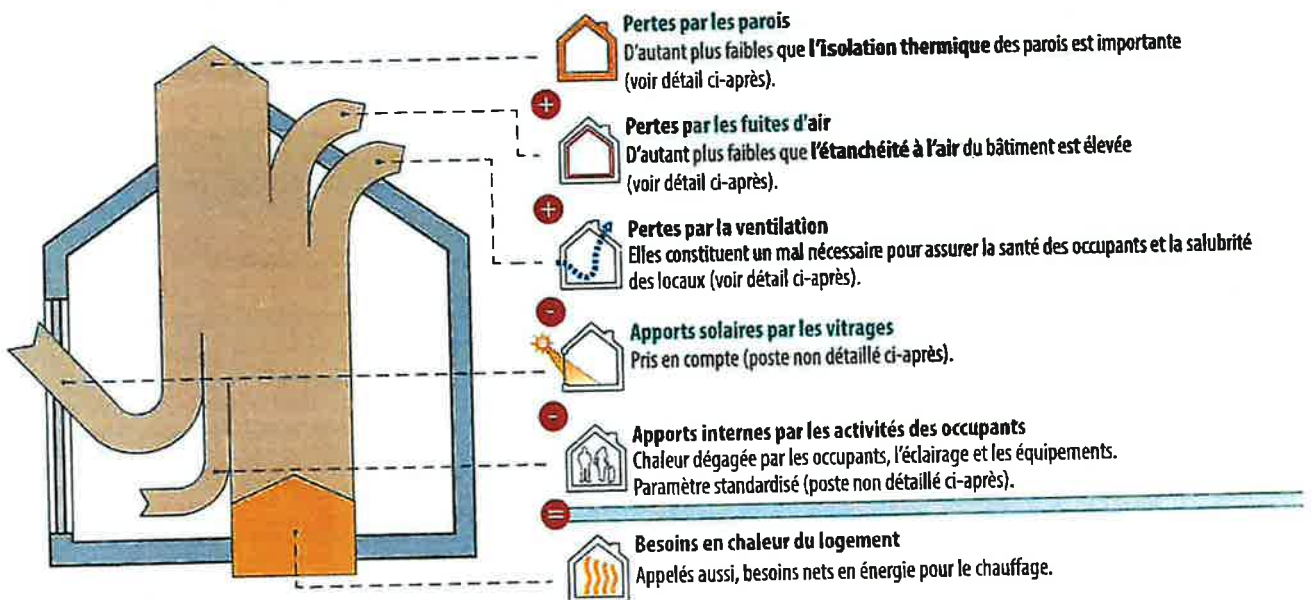 Pertes par les parois
D'autant plus faibles que l'isolation thermique des parois est importante
(voir détail ci-après).
+
Pertes par les fuites d'air
D'autant plus faibles que l'étanchéité à l'air du bâtiment est élevée
(voir détail ci-après).
+
Pertes par la ventilation
Elles constituent un mal nécessaire pour assurer la santé des occupants et la salubrité
des locaux (voir détail ci-après).
-
Apports solaires par les vitrages
Pris en compte (poste non détaillé ci-après).
-
Apports internes par les activités des occupants
Chaleur dégagée par les occupants, l'éclairage et les équipements.
Paramètre standardisé (poste non détaillé ci-après).
=
Besoins en chaleur du logement
Appelés aussi, besoins nets en énergie pour le chauffage.